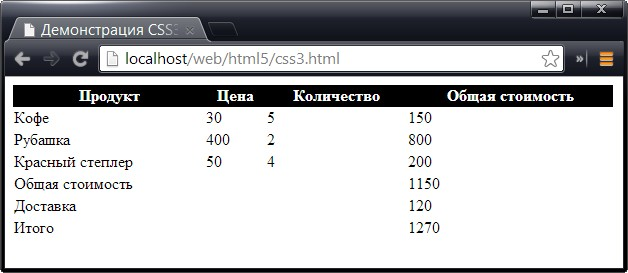 Демонстрация CSS3
localhost/web/html5/css3.html
Продукт Цена Количество Общая стоимость
Кофе 30 5 150
Рубашка 400 2 800
Красный степлер 50 4 200
Общая стоимость 1150
Доставка 120
Итого 1270